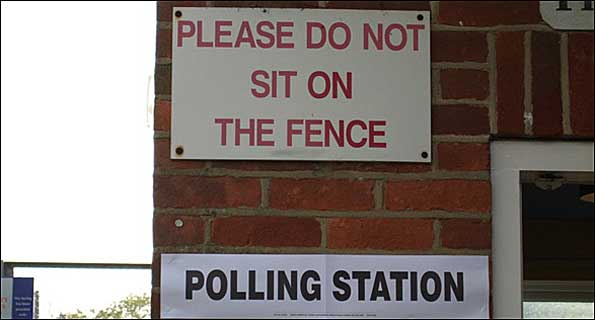 PLEASE DO NOT
SIT ON
THE FENCE
POLLING STATION